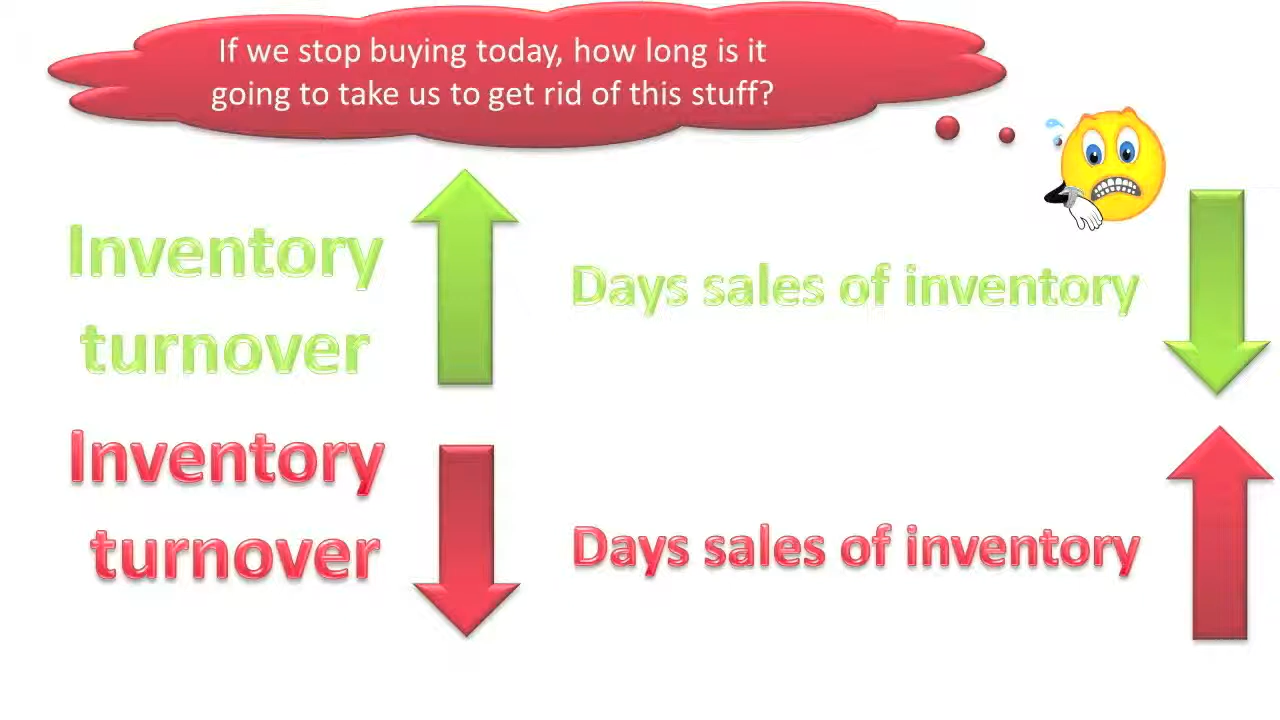 If we stop buying today, how long is it
going to take us to get rid of this stuff?
Inventory
turnover
Days sales of inventory
Inventory
turnover
Days sales of inventory